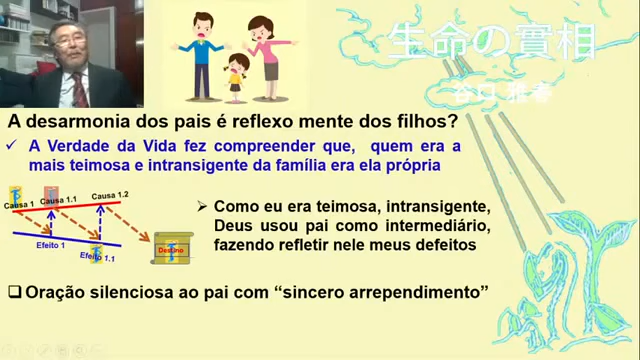 生命の實相
谷口 雅春
A desarmonia dos pais é reflexo mente dos filhos?
✓ A Verdade da Vida fez compreender que, quem era a
mais teimosa e intransigente da família era ela própria
Causa 1
Causa 1.1
Causa 1.2
Efeito 1
Efeito 1.1
Destino
➢ Como eu era teimosa, intransigente,
Deus usou pai como intermediário,
fazendo refletir nele meus defeitos
❑ Oração silenciosa ao pai com “sincero arrependimento”